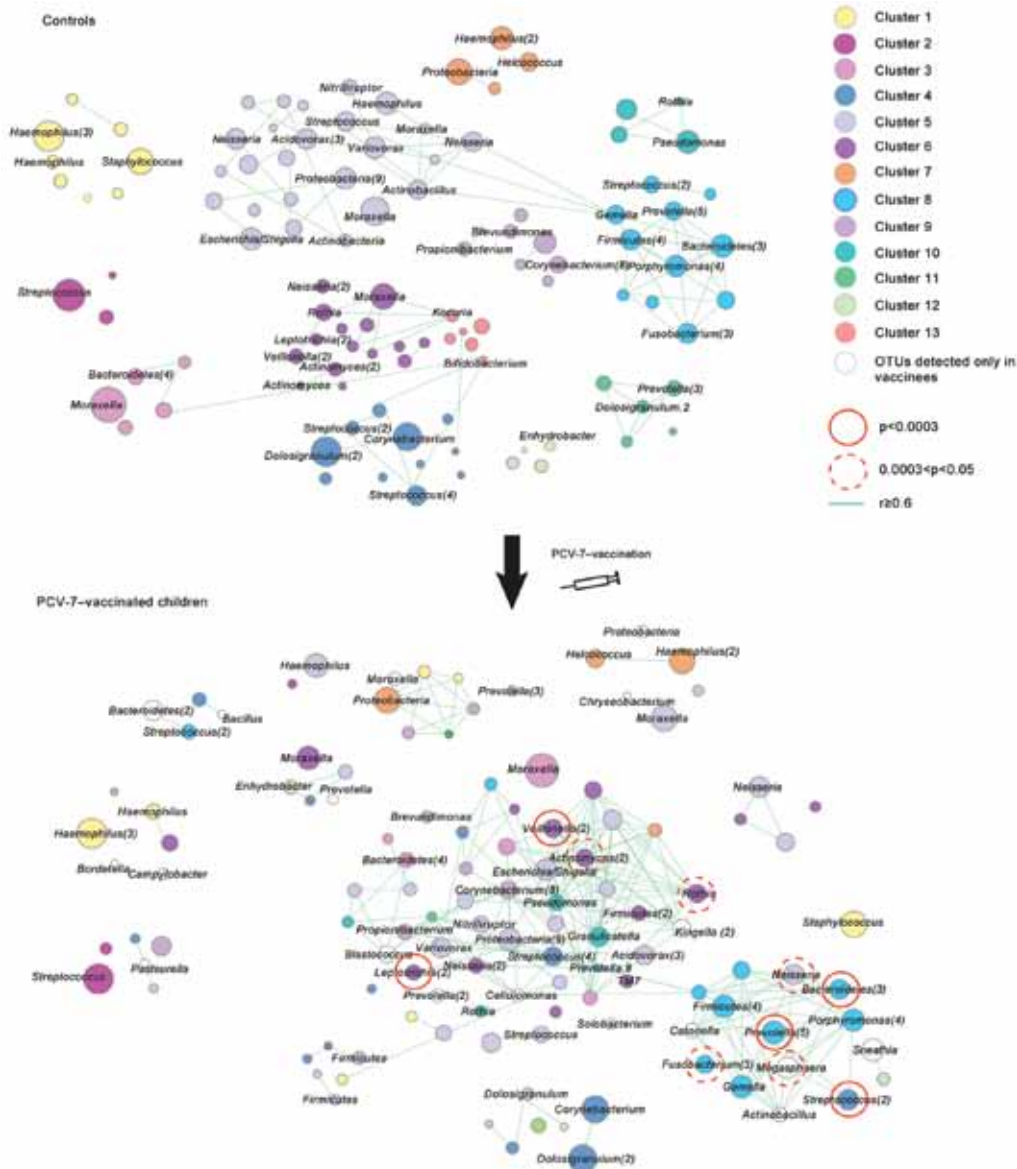 Controls
Haemophilus(2)
Helcococcus
Proteobacteria
Nitriliruptor
Haemophilus
Streptococcus
Moraxella
Neisseria
Acidovorax(3)
Variovorax
Neisseria
Proteobacteria(9)
Actinobacillus
Moraxella
Escherichia/Shigella
Actinobacteria
Haemophilus(3)
Haemophilus
Staphylococcus
Rothia
Pseudomonas
Streptococcus(2)
Gemella
Prevotella(5)
Firmicutes(4)
Bacteroidetes(3)
Porphyromonas(4)
Fusobacterium(3)
Brevundimonas
Propionibacterium
Streptococcus
Neisseria(2)
Moraxella
Rothia
Kocuria
Leptotrichia(2)
Veillonella(2)
Actinomyces(2)
Bifidobacterium
Actinomyces
Bacteroidetes(4)
Moraxella
Streptococcus(2)
Corynebacterium
Dolosigranulum(2)
Streptococcus(4)
Enhydrobacter
Prevotella(3)
Dolosigranulum 2
Cluster 1
Cluster 2
Cluster 3
Cluster 4
Cluster 5
Cluster 6
Cluster 7
Cluster 8
Cluster 9
Cluster 10
Cluster 11
Cluster 12
Cluster 13
OTUs detected only in
vaccinees
p<0.0003
0.0003<p<0.05
r≥0.6
PCV-7–vaccination
PCV-7–vaccinated children
Proteobacteria
Helcococcus
Haemophilus(2)
Haemophilus
Moraxella
Proteobacteria
Prevotella(3)
Chryseobacterium
Moraxella
Bacteroidetes(2)
Bacillus
Streptococcus(2)
Moraxella
Enhydrobacter
Prevotella
Moraxella
Neisseria
Haemophilus
Haemophilus(3)
Bordetella
Campylobacter
Brevundimonas
Veillonella(2)
Actinomyces(2)
Bacteroidetes(4)
Escherichia/Shigella
Corynebacterium(8)
Pseudomonas
Rothia
Nitriliruptor
Firmicutes(2)
Propionibacterium
Proteobacteria(9)
Granulicatella
Kingella (2)
Staphylococcus
Variovorax
Streptococcus(4)
Acidovorax(3)
Leptotrichia(2)
Neisseria(2)
Prevotella 9
TM7
Prevotella(2)
Cellulomonas
Rothia
Streptococcus
Solobacterium
Streptococcus
Pasteurella
Neisseria
Bacteroidetes(3)
Firmicutes(4)
Porphyromonas(4)
Catonella
Prevotella(5)
Sneathia
Fusobacterium(3)
Megasphaera
Gemella
Streptococcus(2)
Actinobacillus
Firmicutes
Firmicutes
Dolosigranulum
Corynebacterium
Dolosigranulum(2)